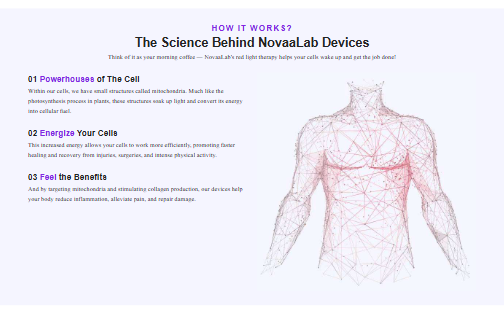 HOW IT WORKS?
The Science Behind NovaaLab Devices
Think of it as your morning coffee — NovaaLab's red light therapy helps your cells wake up and get the job done!
01 Powerhouses of The Cell
Within our cells, we have small structures called mitochondria. Much like the
photosynthesis process in plants, these structures soak up light and convert its energy
into cellular fuel.
02 Energize Your Cells
This increased energy allows your cells to work more efficiently, promoting faster
healing and recovery from injuries, surgeries, and intense physical activity.
03 Feel the Benefits
And by targeting mitochondria and stimulating collagen production, our devices help
your body reduce inflammation, alleviate pain, and repair damage.